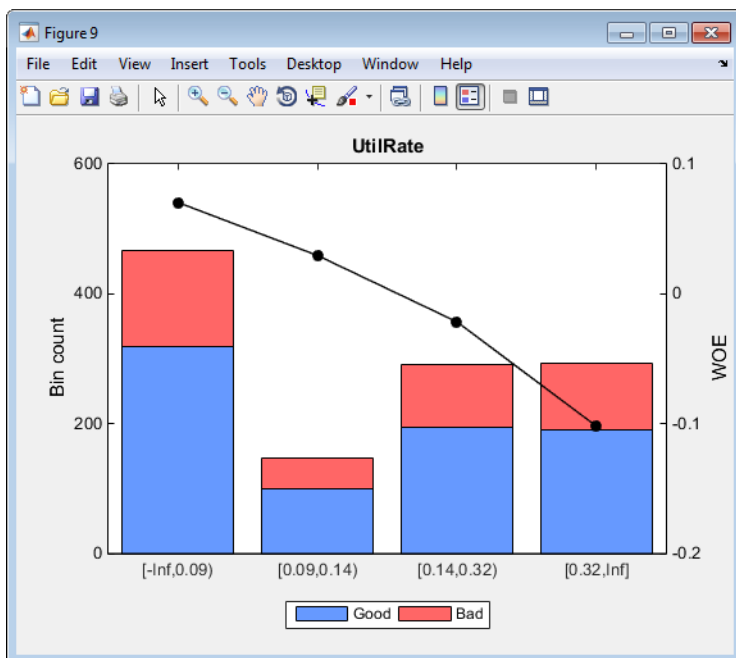 Figure 9
File Edit View Insert Tools Desktop Window Help
UtilRate
600
400
200
0
Bin count
0.1
0
-0.1
-0.2
WOE
[-Inf,0.09) [0.09,0.14) [0.14,0.32) [0.32,Inf]
Good Bad